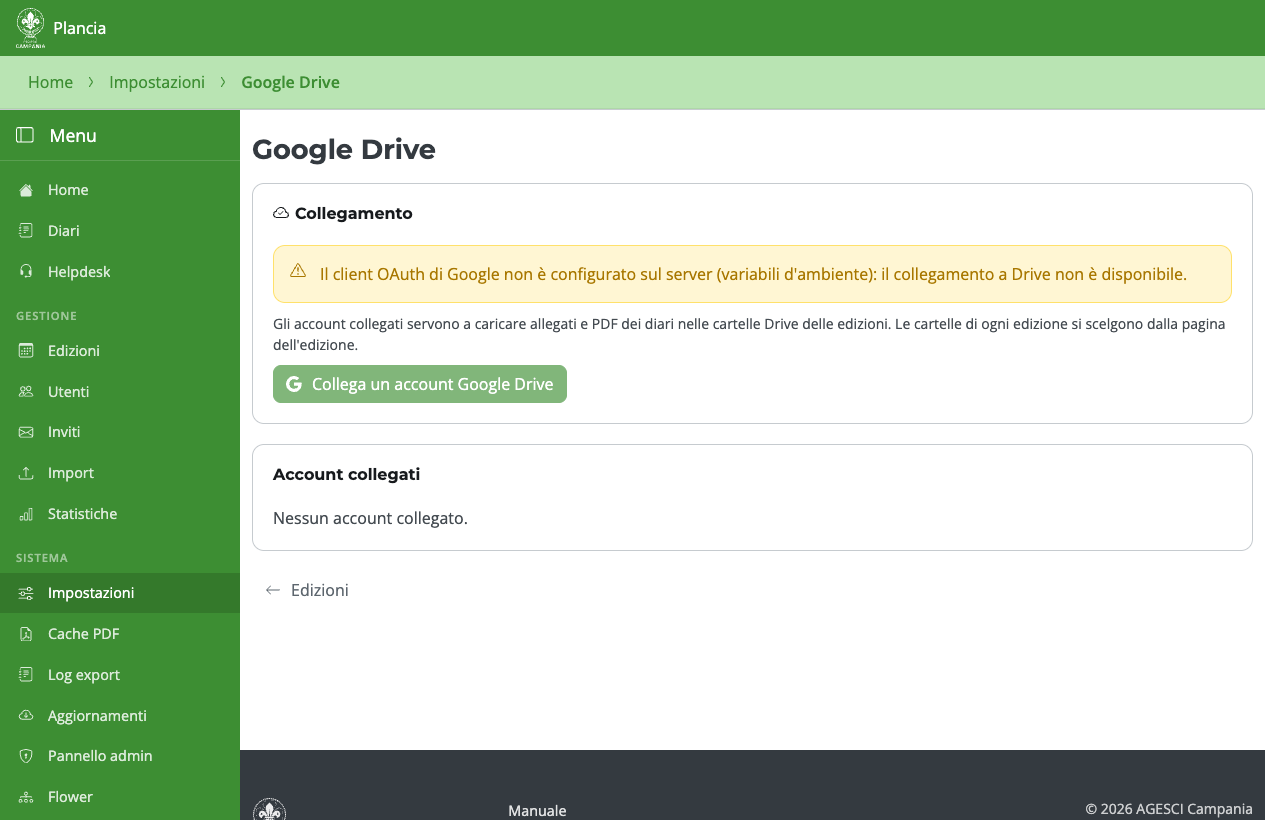 CAMPANIA
Plancia
Home > Impostazioni > Google Drive
Menu
Home
Diari
Helpdesk
GESTIONE
Edizioni
Utenti
Inviti
Import
Statistiche
SISTEMA
Impostazioni
Cache PDF
Log export
Aggiornamenti
Pannello admin
Flower
Google Drive
Collegamento
Il client OAuth di Google non è configurato sul server (variabili d'ambiente): il collegamento a Drive non è disponibile.
Gli account collegati servono a caricare allegati e PDF dei diari nelle cartelle Drive delle edizioni. Le cartelle di ogni edizione si scelgono dalla pagina
dell'edizione.
Collega un account Google Drive
Account collegati
Nessun account collegato.
← Edizioni
Manuale
© 2026 AGESCI Campania